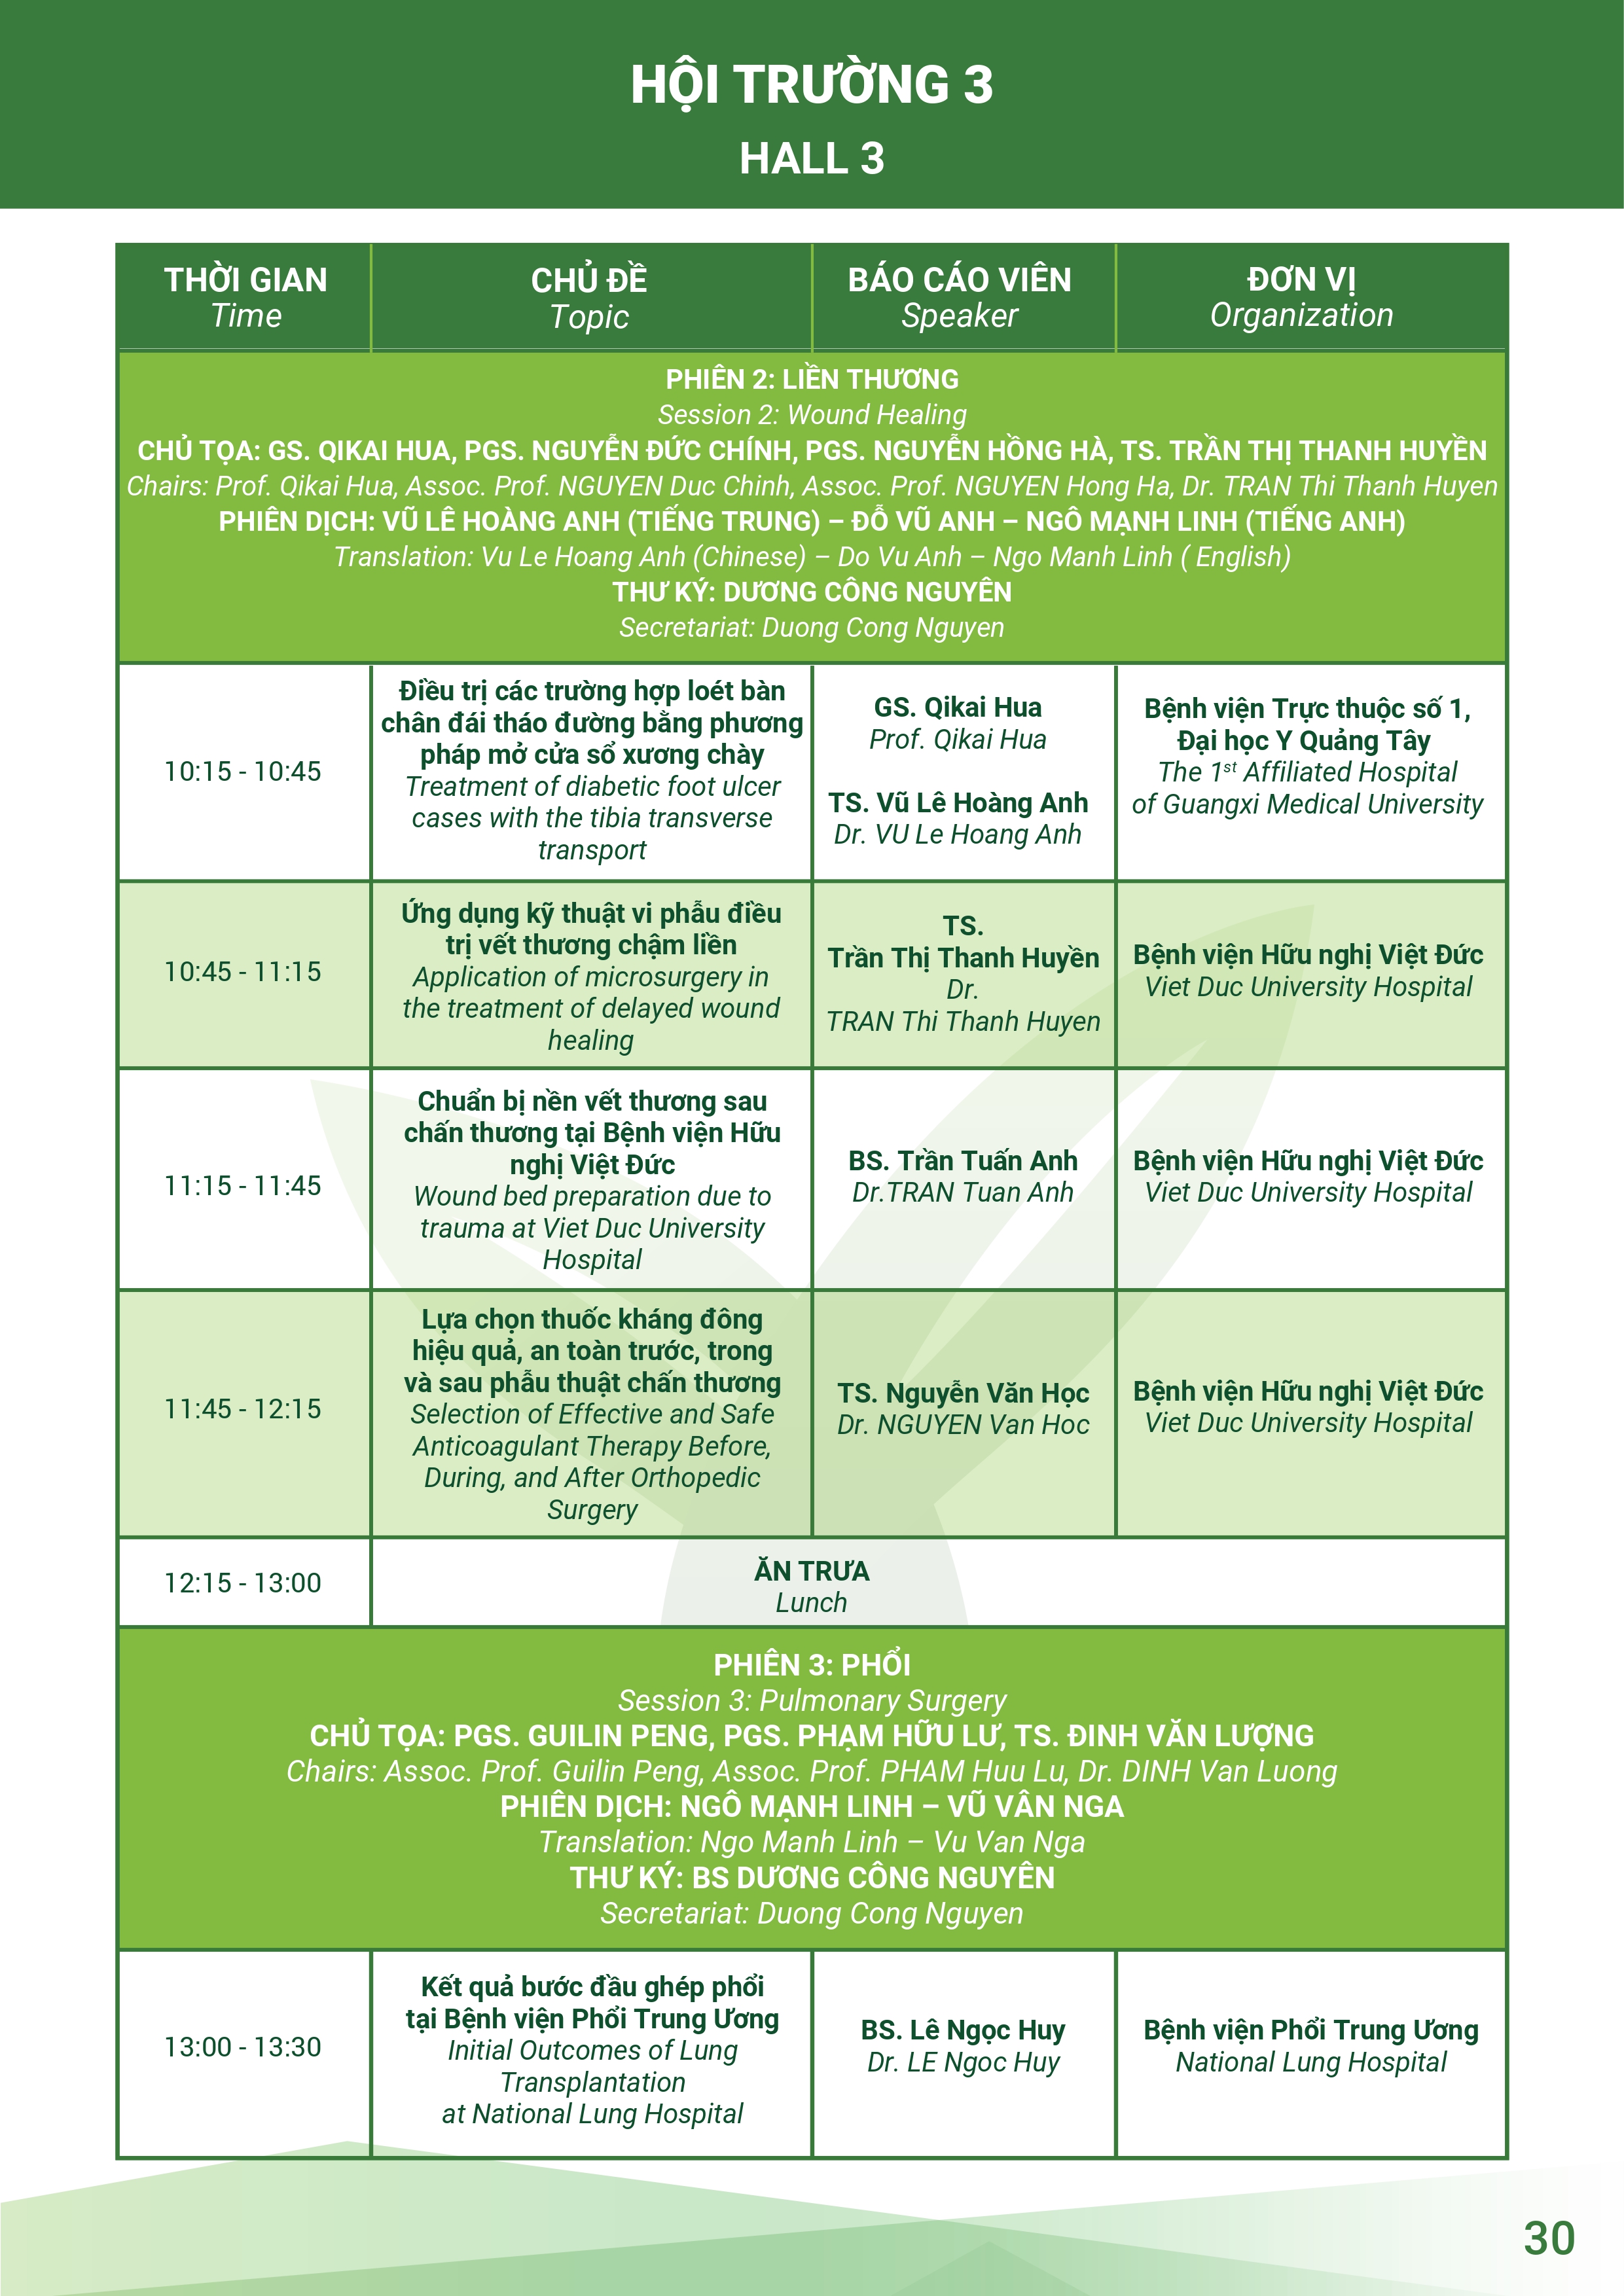 HỘI TRƯỜNG 3
HALL 3
THỜI GIAN
Time
CHỦ ĐỀ
Topic
BÁO CÁO VIÊN
Speaker
ĐƠN VỊ
Organization
PHIÊN 2: LIỀN THƯƠNG
Session 2: Wound Healing
CHỦ TỌA: GS. QIKAI HUA, PGS. NGUYỄN ĐỨC CHÍNH, PGS. NGUYỄN HỒNG HÀ, TS. TRẦN THỊ THANH HUYỀN
Chairs: Prof. Qikai Hua, Assoc. Prof. NGUYEN Duc Chinh, Assoc. Prof. NGUYEN Hong Ha, Dr. TRAN Thi Thanh Huyen
PHIÊN DỊCH: VŨ LÊ HOÀNG ANH (TIẾNG TRUNG) – ĐỖ VŨ ANH – NGÔ MẠNH LINH (TIẾNG ANH)
Translation: Vu Le Hoang Anh (Chinese) – Do Vu Anh – Ngo Manh Linh ( English)
THƯ KÝ: DƯƠNG CÔNG NGUYÊN
Secretariat: Duong Cong Nguyen
10:15 - 10:45
Điều trị các trường hợp loét bàn
chân đái tháo đường bằng phương
pháp mở cửa sổ xương chày
Treatment of diabetic foot ulcer
cases with the tibia transverse
transport
GS. Qikai Hua
Prof. Qikai Hua
TS. Vũ Lê Hoàng Anh
Dr. VU Le Hoang Anh
Bệnh viện Trực thuộc số 1,
Đại học Y Quảng Tây
The 1st Affiliated Hospital
of Guangxi Medical University
10:45 - 11:15
Ứng dụng kỹ thuật vi phẫu điều
trị vết thương chậm liền
Application of microsurgery in
the treatment of delayed wound
healing
TS.
Trần Thị Thanh Huyền
Dr.
TRAN Thi Thanh Huyen
Bệnh viện Hữu nghị Việt Đức
Viet Duc University Hospital
11:15 - 11:45
Chuẩn bị nền vết thương sau
chấn thương tại Bệnh viện Hữu
nghị Việt Đức
Wound bed preparation due to
trauma at Viet Duc University
Hospital
BS. Trần Tuấn Anh
Dr.TRAN Tuan Anh
Bệnh viện Hữu nghị Việt Đức
Viet Duc University Hospital
11:45 - 12:15
Lựa chọn thuốc kháng đông
hiệu quả, an toàn trước, trong
và sau phẫu thuật chấn thương
Selection of Effective and Safe
Anticoagulant Therapy Before,
During, and After Orthopedic
Surgery
TS. Nguyễn Văn Học
Dr. NGUYEN Van Hoc
Bệnh viện Hữu nghị Việt Đức
Viet Duc University Hospital
12:15 - 13:00
ĂN TRƯA
Lunch
PHIÊN 3: PHỔI
Session 3: Pulmonary Surgery
CHỦ TỌA: PGS. GUILIN PENG, PGS. PHẠM HỮU LƯ, TS. ĐINH VĂN LƯỢNG
Chairs: Assoc. Prof. Guilin Peng, Assoc. Prof. PHAM Huu Lu, Dr. DINH Van Luong
PHIÊN DỊCH: NGÔ MẠNH LINH – VŨ VÂN NGA
Translation: Ngo Manh Linh – Vu Van Nga
THƯ KÝ: BS DƯƠNG CÔNG NGUYÊN
Secretariat: Duong Cong Nguyen
13:00 - 13:30
Kết quả bước đầu ghép phổi
tại Bệnh viện Phổi Trung Ương
Initial Outcomes of Lung
Transplantation
at National Lung Hospital
BS. Lê Ngọc Huy
Dr. LE Ngoc Huy
Bệnh viện Phổi Trung Ương
National Lung Hospital
30